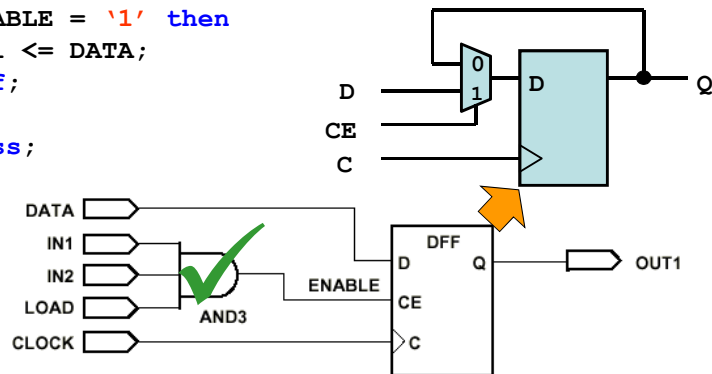 ABLE = ‘1’ then
<= DATA;
;
ss;
0
D
Q
D
1
CE
C
DATA
IN1
DFF
IN2
D
Q
OUT1
ENABLE
LOAD
CE
AND3
CLOCK
C